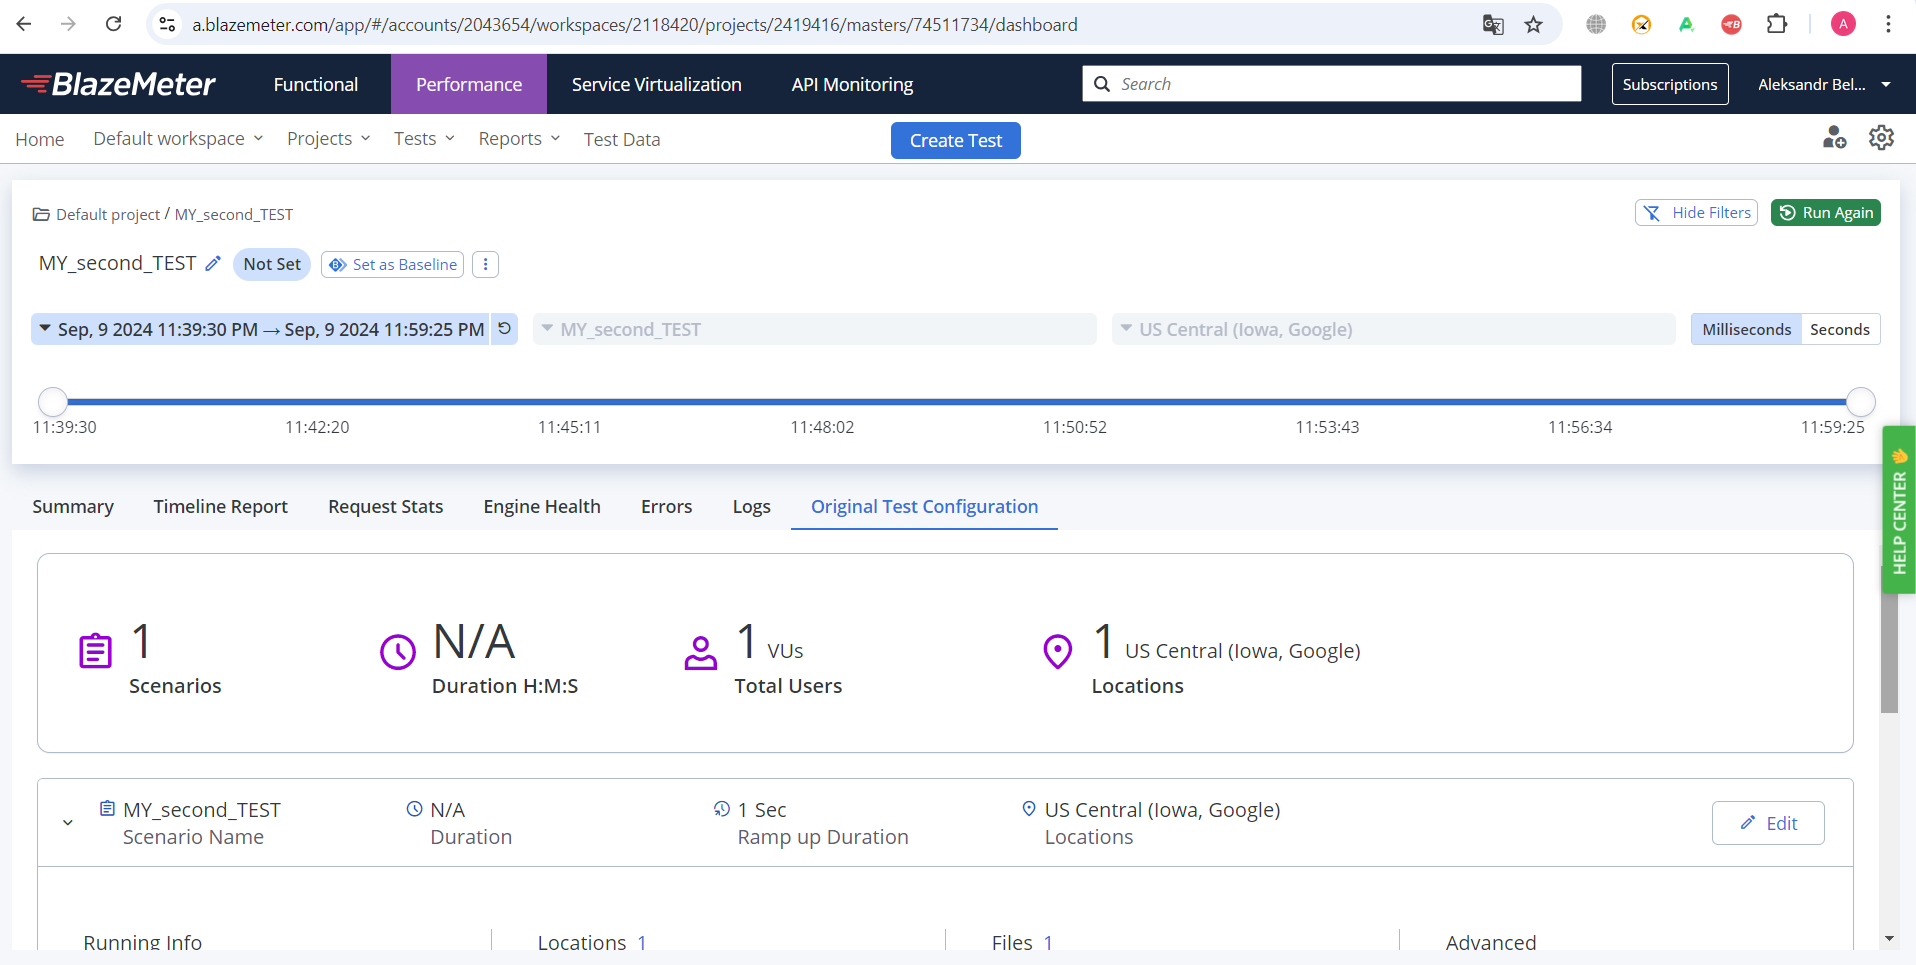 a.blazemeter.com/app/#/accounts/2043654/workspaces/2118420/projects/2419416/masters/74511734/dashboard
A
BlazeMeter
Functional
Performance
Service Virtualization
API Monitoring
Search
Subscriptions
Aleksandr Bel...
Home
Default workspace
Projects
Tests
Reports
Test Data
Create Test
Default project / MY_second_TEST
Hide Filters
Run Again
MY_second_TEST
Not Set
Set as Baseline
Sep, 9 2024 11:39:30 PM → Sep, 9 2024 11:59:25 PM
MY_second_TEST
US Central (Iowa, Google)
Milliseconds
Seconds
11:39:30
11:42:20
11:45:11
11:48:02
11:50:52
11:53:43
11:56:34
11:59:25
HELP CENTER
Summary
Timeline Report
Request Stats
Engine Health
Errors
Logs
Original Test Configuration
1
Scenarios
N/A
Duration H:M:S
1 VUs
Total Users
1 US Central (Iowa, Google)
Locations
MY_second_TEST
Scenario Name
N/A
Duration
1 Sec
Ramp up Duration
US Central (Iowa, Google)
Locations
Edit
Running Info
Locations 1
Files 1
Advanced